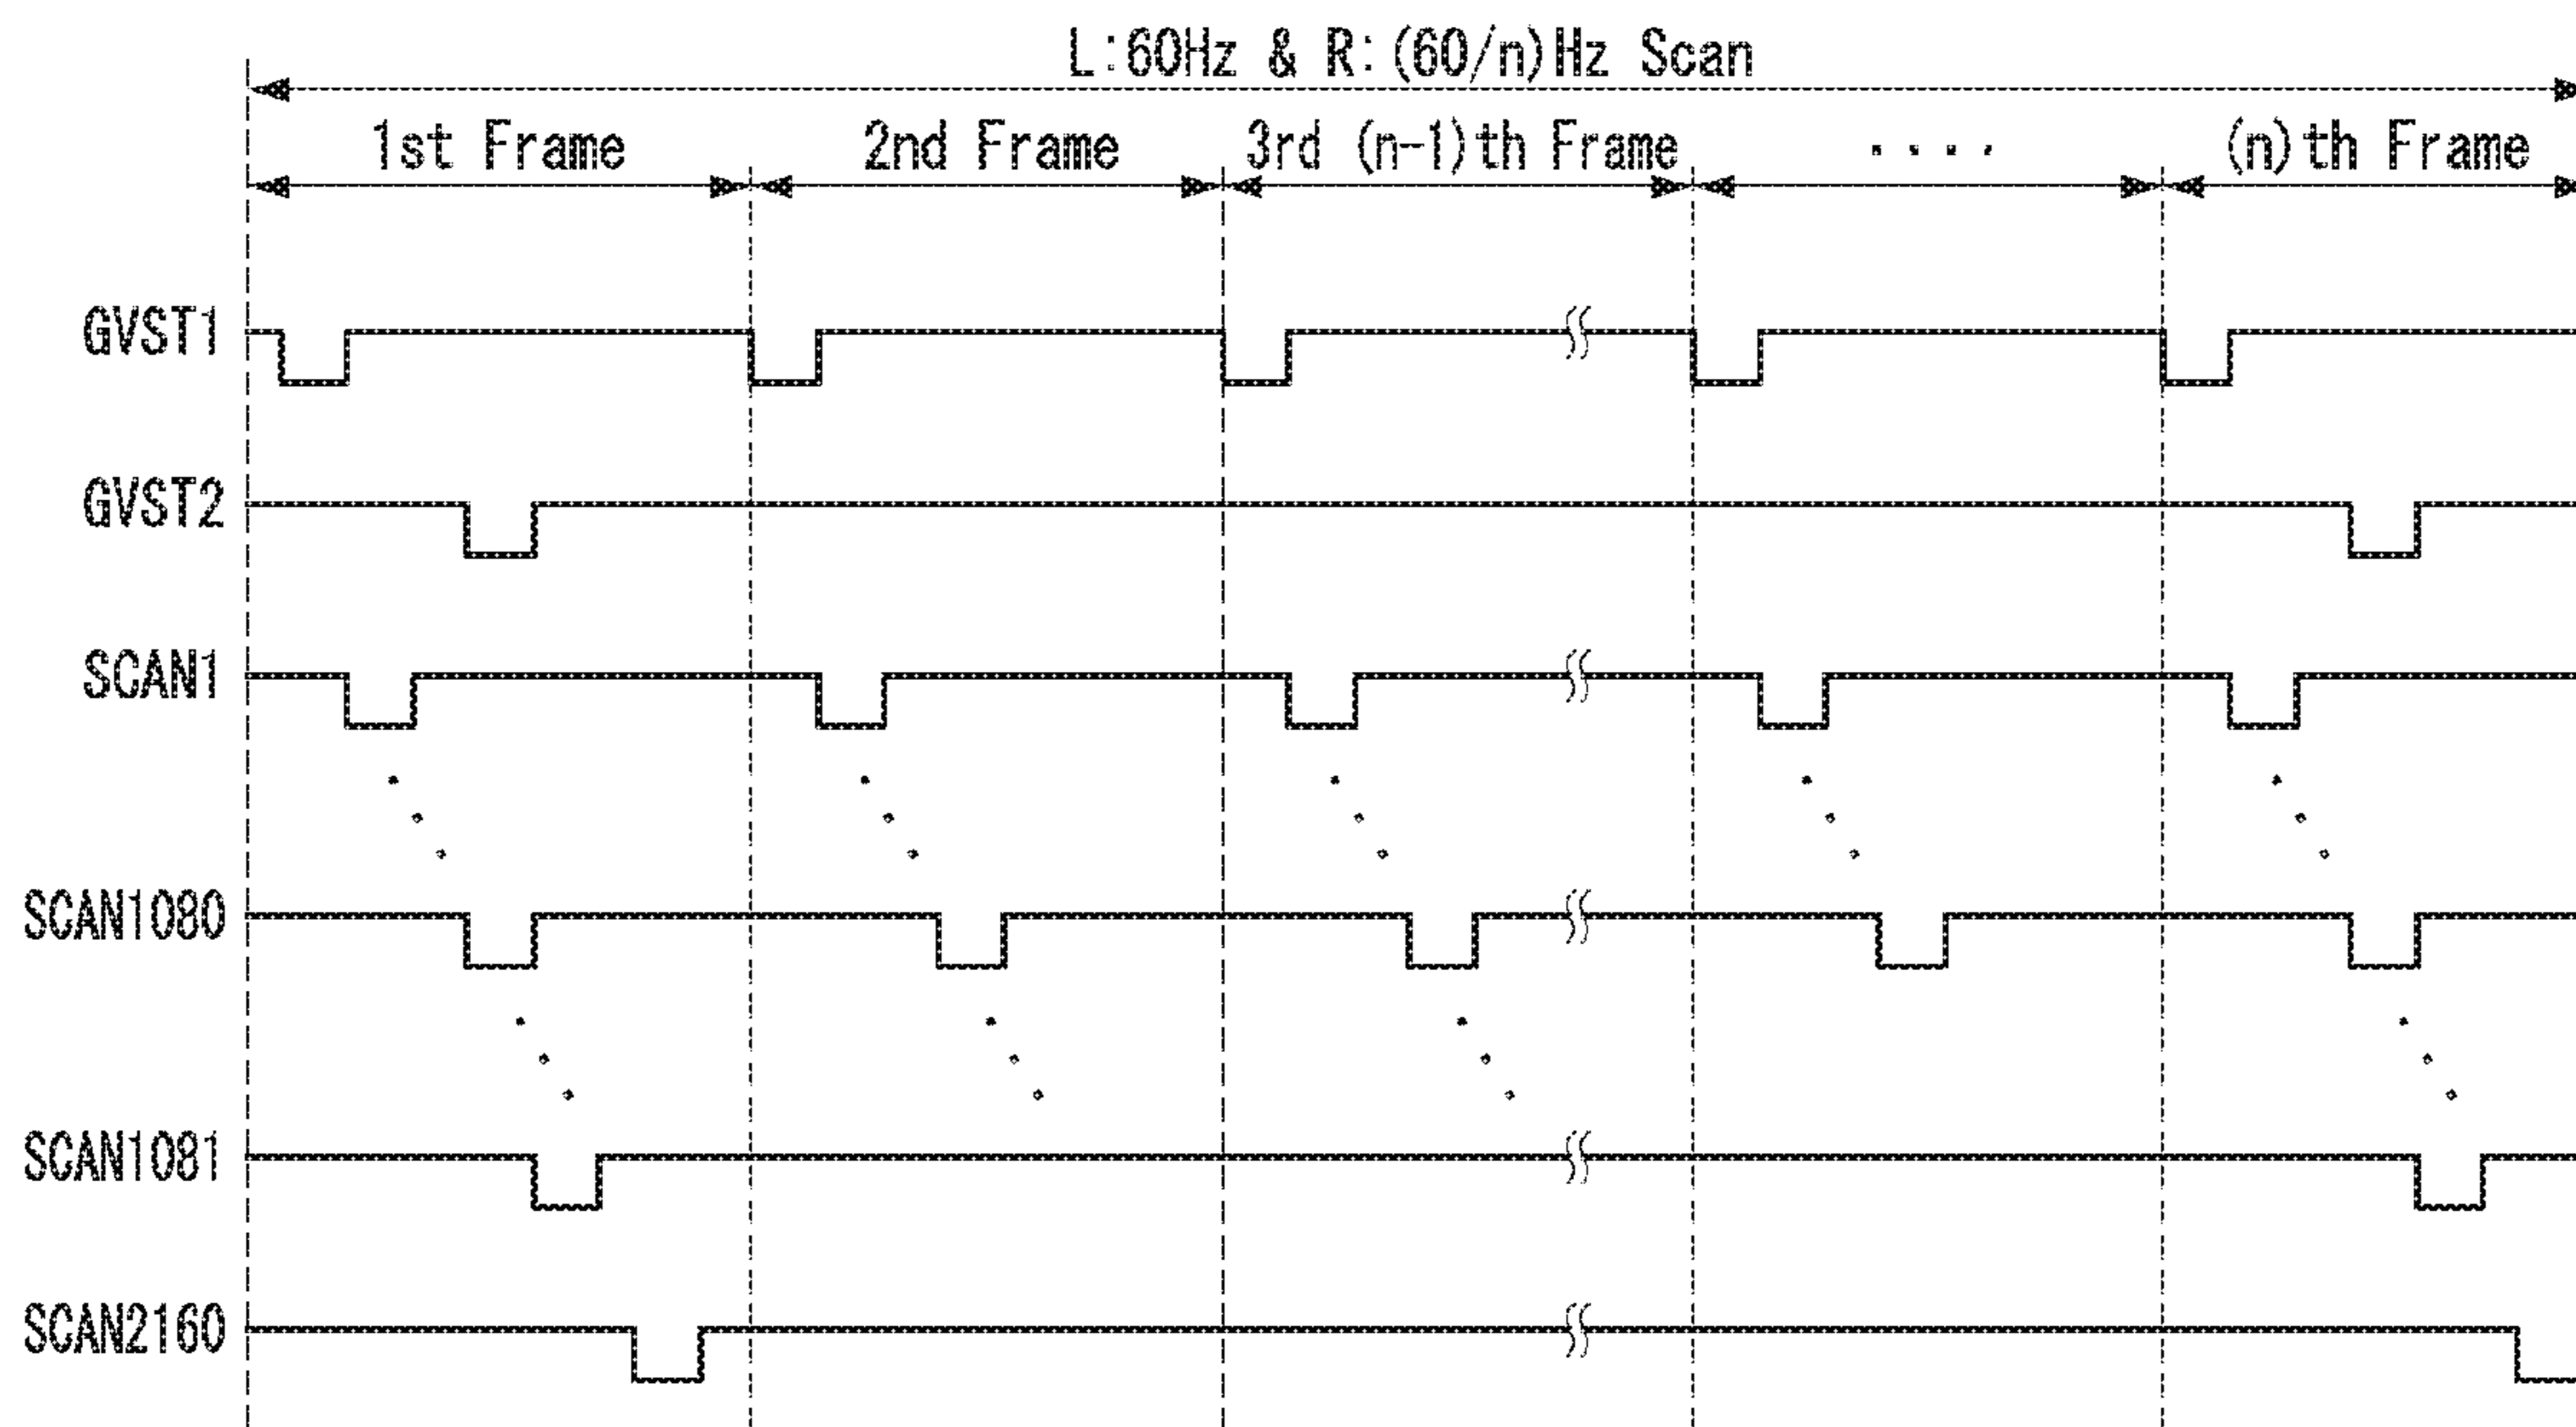 L:60Hz & R:(60/n)Hz Scan
1st Frame 2nd Frame 3rd (n-1)th Frame ···· (n)th Frame
GVST1
GVST2
SCAN1
SCAN1080
SCAN1081
SCAN2160